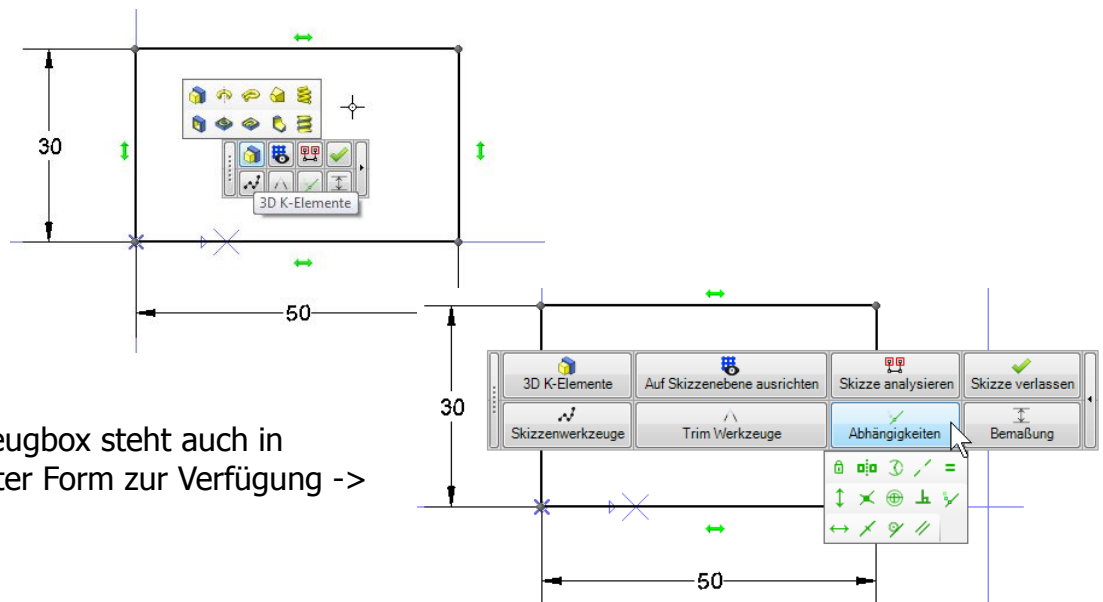 30
3D K-Elemente
50
3D K-Elemente
Auf Skizzenebene ausrichten
Skizze analysieren
Skizze verlassen
30
Skizzenwerkzeuge
Trim Werkzeuge
Abhängigkeiten
Bemaßung
eugbox steht auch in
ter Form zur Verfügung ->
50